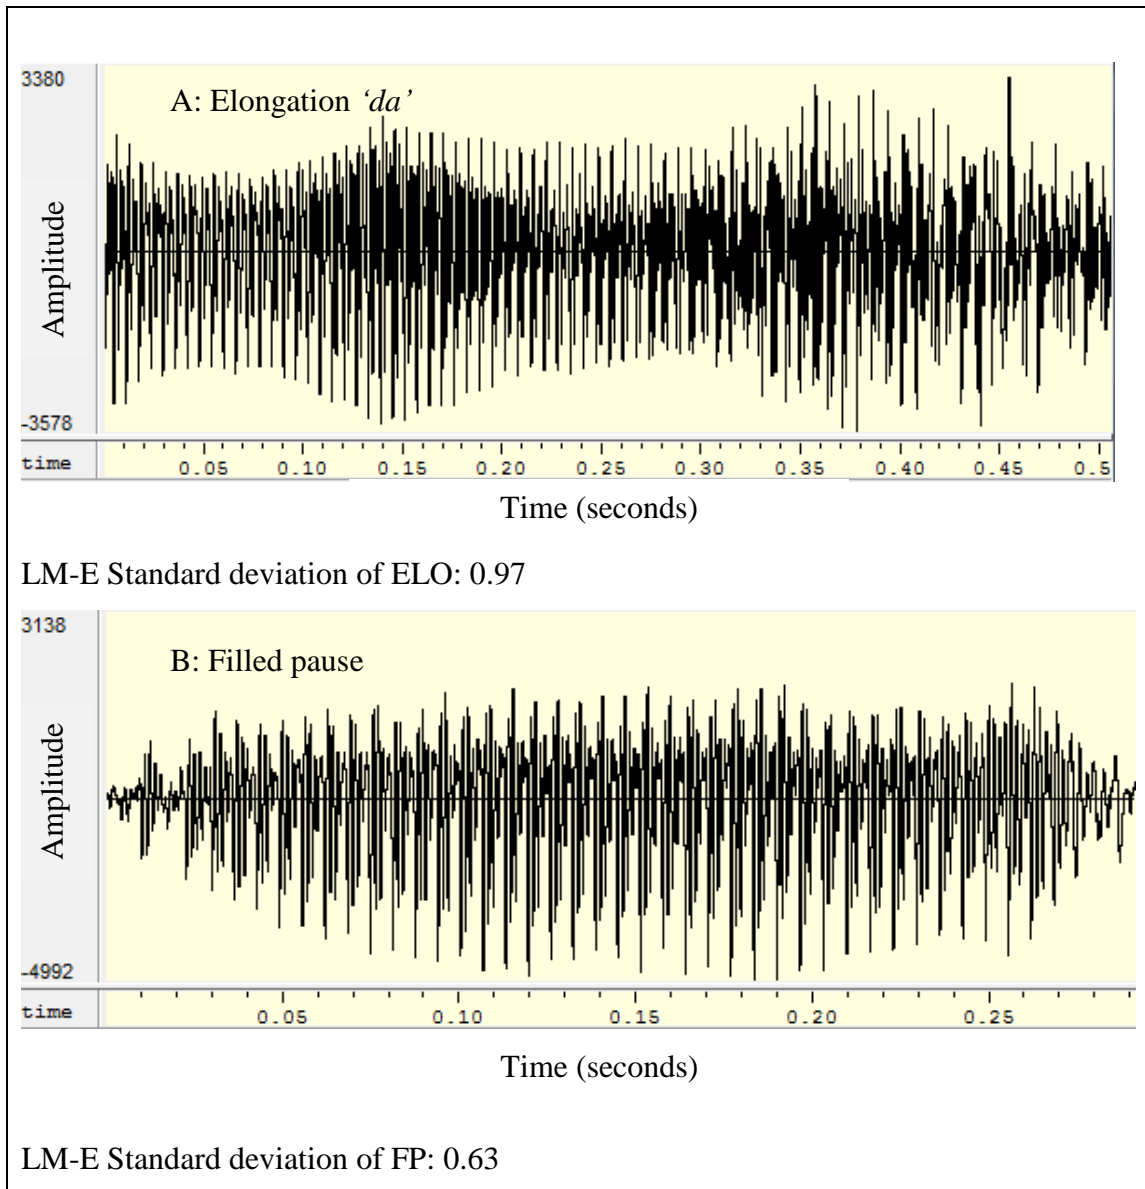 3380
A: Elongation ‘da’
Amplitude
-3578
time 0.05 0.10 0.15 0.20 0.25 0.30 0.35 0.40 0.45 0.5
Time (seconds)
LM-E Standard deviation of ELO: 0.97
3138
B: Filled pause
Amplitude
-4992
time 0.05 0.10 0.15 0.20 0.25
Time (seconds)
LM-E Standard deviation of FP: 0.63